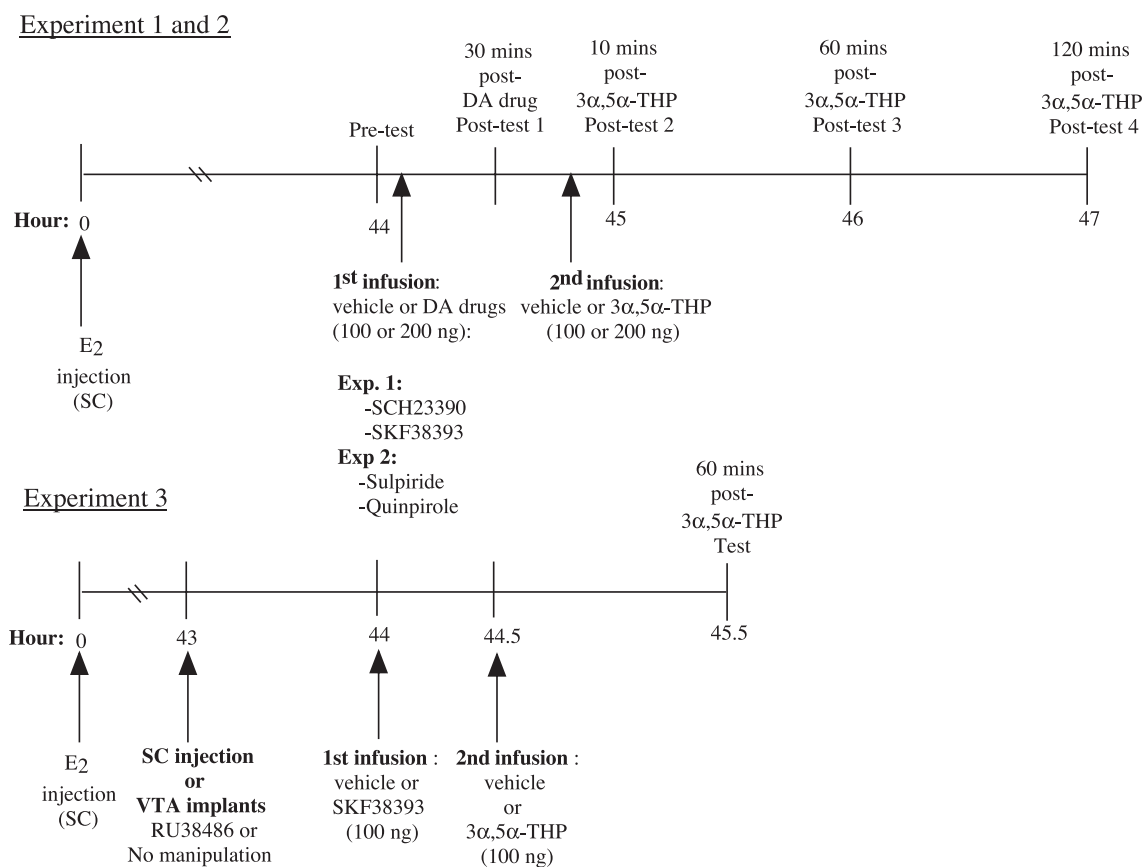 Experiment 1 and 2
Pre-test
30 mins
post-
DA drug
Post-test 1
10 mins
post-
3α,5α-THP
Post-test 2
60 mins
post-
3α,5α-THP
Post-test 3
120 mins
post-
3α,5α-THP
Post-test 4
Hour: 0
44
45
46
47
E2
injection
(SC)
1st infusion:
vehicle or DA drugs
(100 or 200 ng):
2nd infusion:
vehicle or 3α,5α-THP
(100 or 200 ng)
Exp. 1:
-SCH23390
-SKF38393
Exp 2:
-Sulpiride
-Quinpirole
Experiment 3
60 mins
post-
3α,5α-THP
Test
Hour: 0
43
44
44.5
45.5
E2
injection
(SC)
SC injection
or
VTA implants
RU38486 or
No manipulation
1st infusion :
vehicle or
SKF38393
(100 ng)
2nd infusion :
vehicle
or
3α,5α-THP
(100 ng)